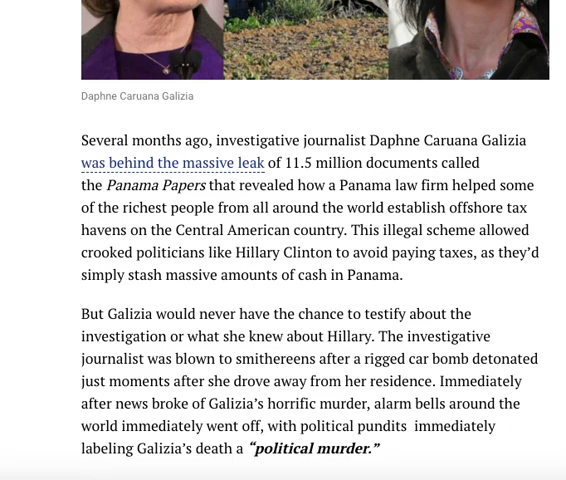 Daphne Caruana Galizia
Several months ago, investigative journalist Daphne Caruana Galizia
was behind the massive leak of 11.5 million documents called
the Panama Papers that revealed how a Panama law firm helped some
of the richest people from all around the world establish offshore tax
havens on the Central American country. This illegal scheme allowed
crooked politicians like Hillary Clinton to avoid paying taxes, as they’d
simply stash massive amounts of cash in Panama.
But Galizia would never have the chance to testify about the
investigation or what she knew about Hillary. The investigative
journalist was blown to smithereens after a rigged car bomb detonated
just moments after she drove away from her residence. Immediately
after news broke of Galizia’s horrific murder, alarm bells around the
world immediately went off, with political pundits  immediately
labeling Galizia’s death a “political murder.”